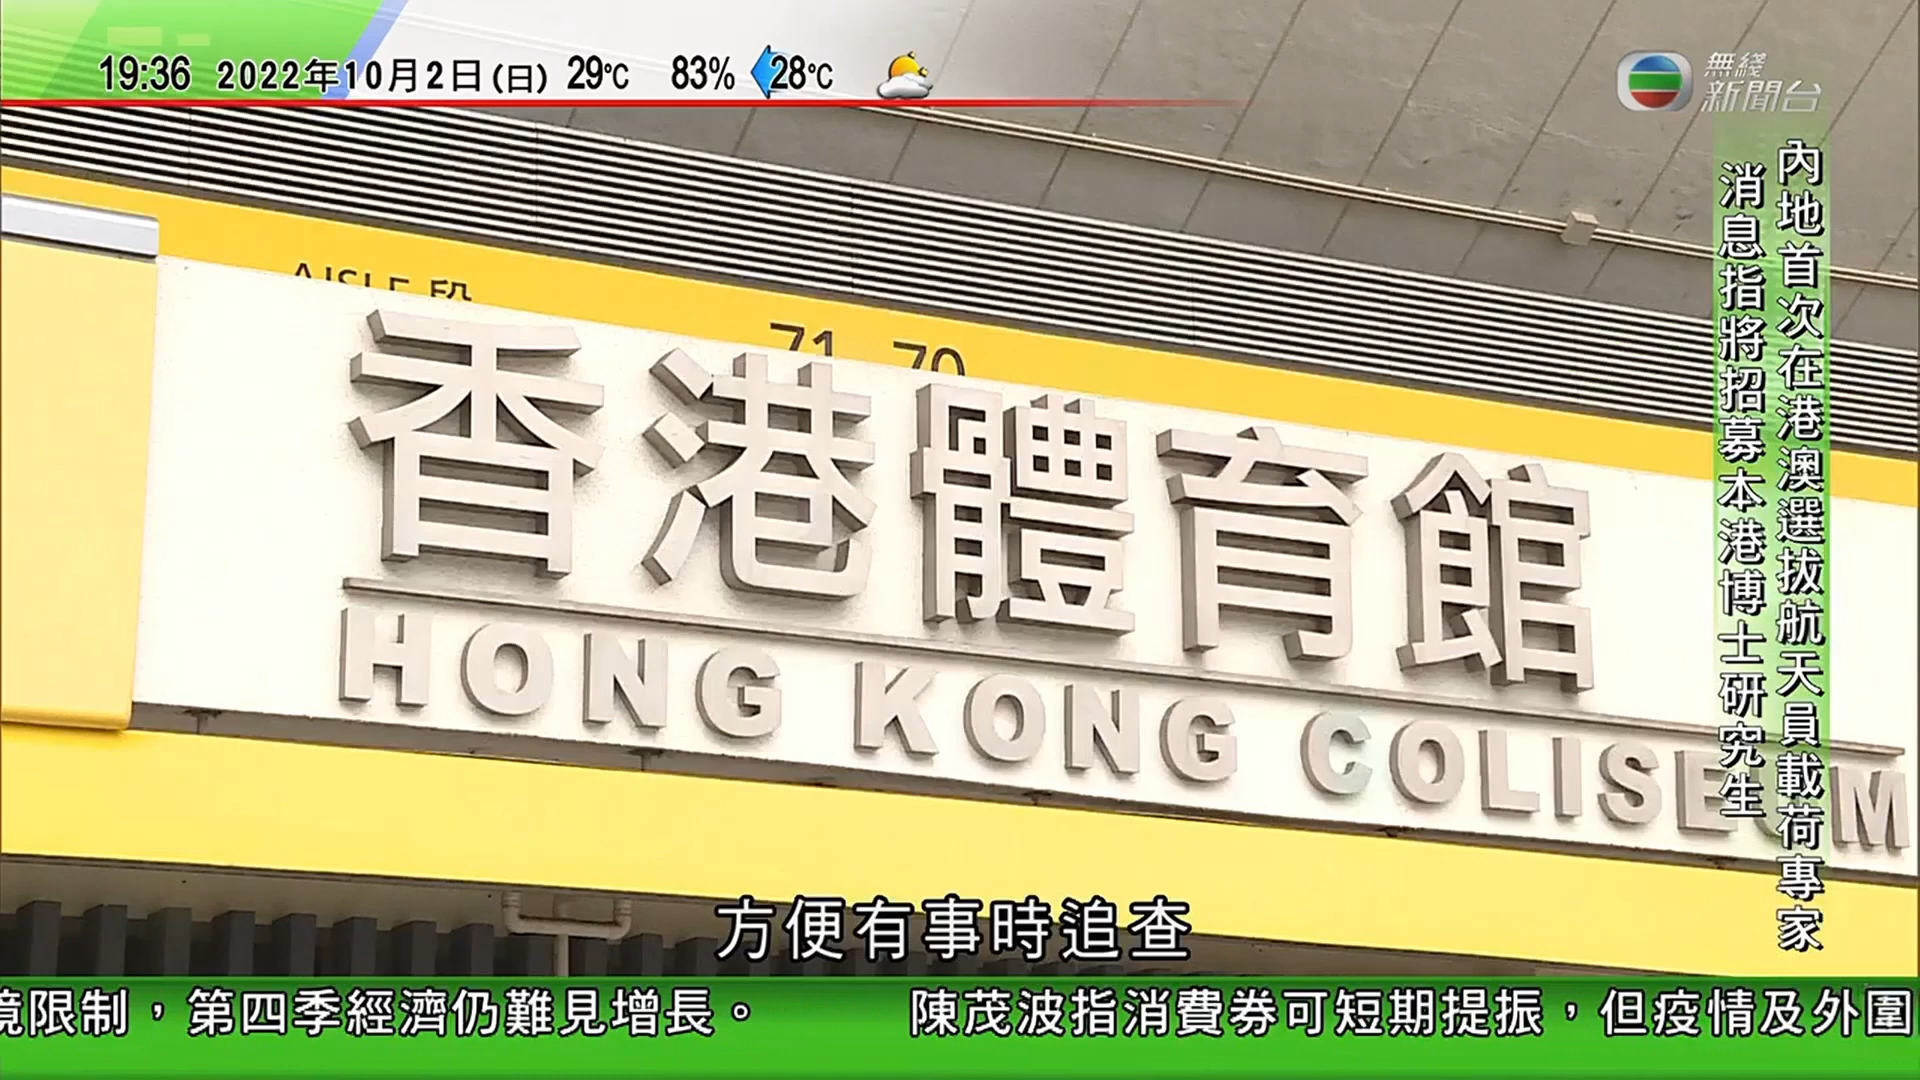 19:36 2022年10月2日(日) 29℃ 83% 28℃
無綫
新聞台
內地首次在港澳選拔航天員載荷專家
消息指將招募本港博士研究生
71 70
香港體育館
HONG KONG COLISEUM
方便有事時追查
境限制，第四季經濟仍難見增長。 陳茂波指消費券可短期提振，但疫情及外圍